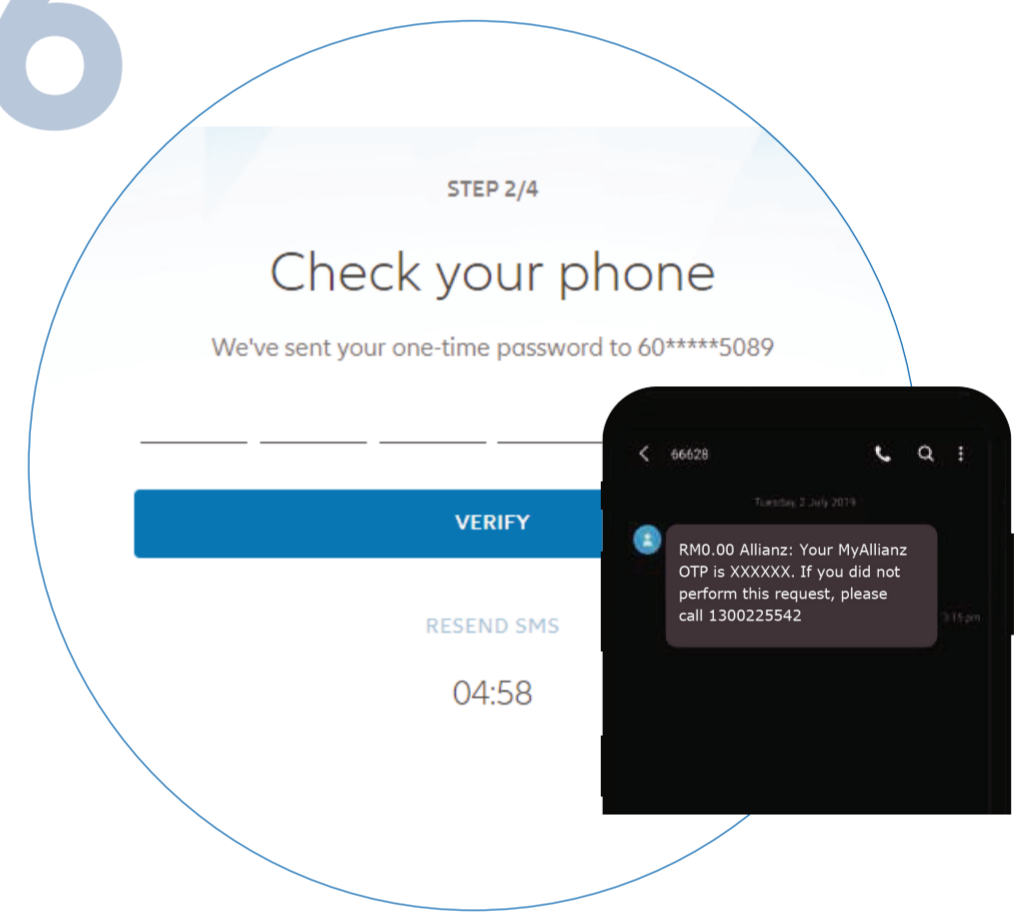 6
STEP 2/4
Check your phone
We've sent your one-time password to 60*****5089
VERIFY
RESEND SMS
04:58
66628
Tuesday, 2 July 2019
RM0.00 Allianz: Your MyAllianz
OTP is XXXXXX. If you did not
perform this request, please
call 1300225542
3:15 pm